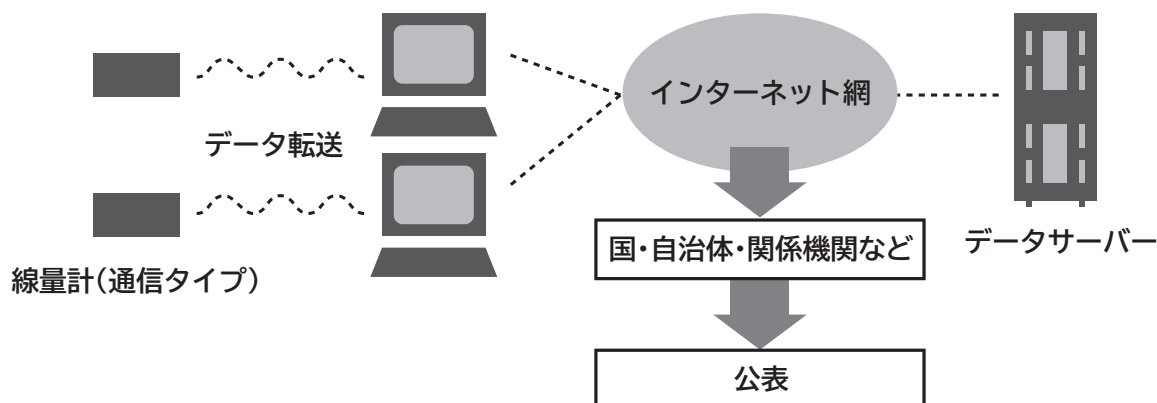 インターネット網
データ転送
国・自治体・関係機関など
データサーバー
線量計(通信タイプ)
公表